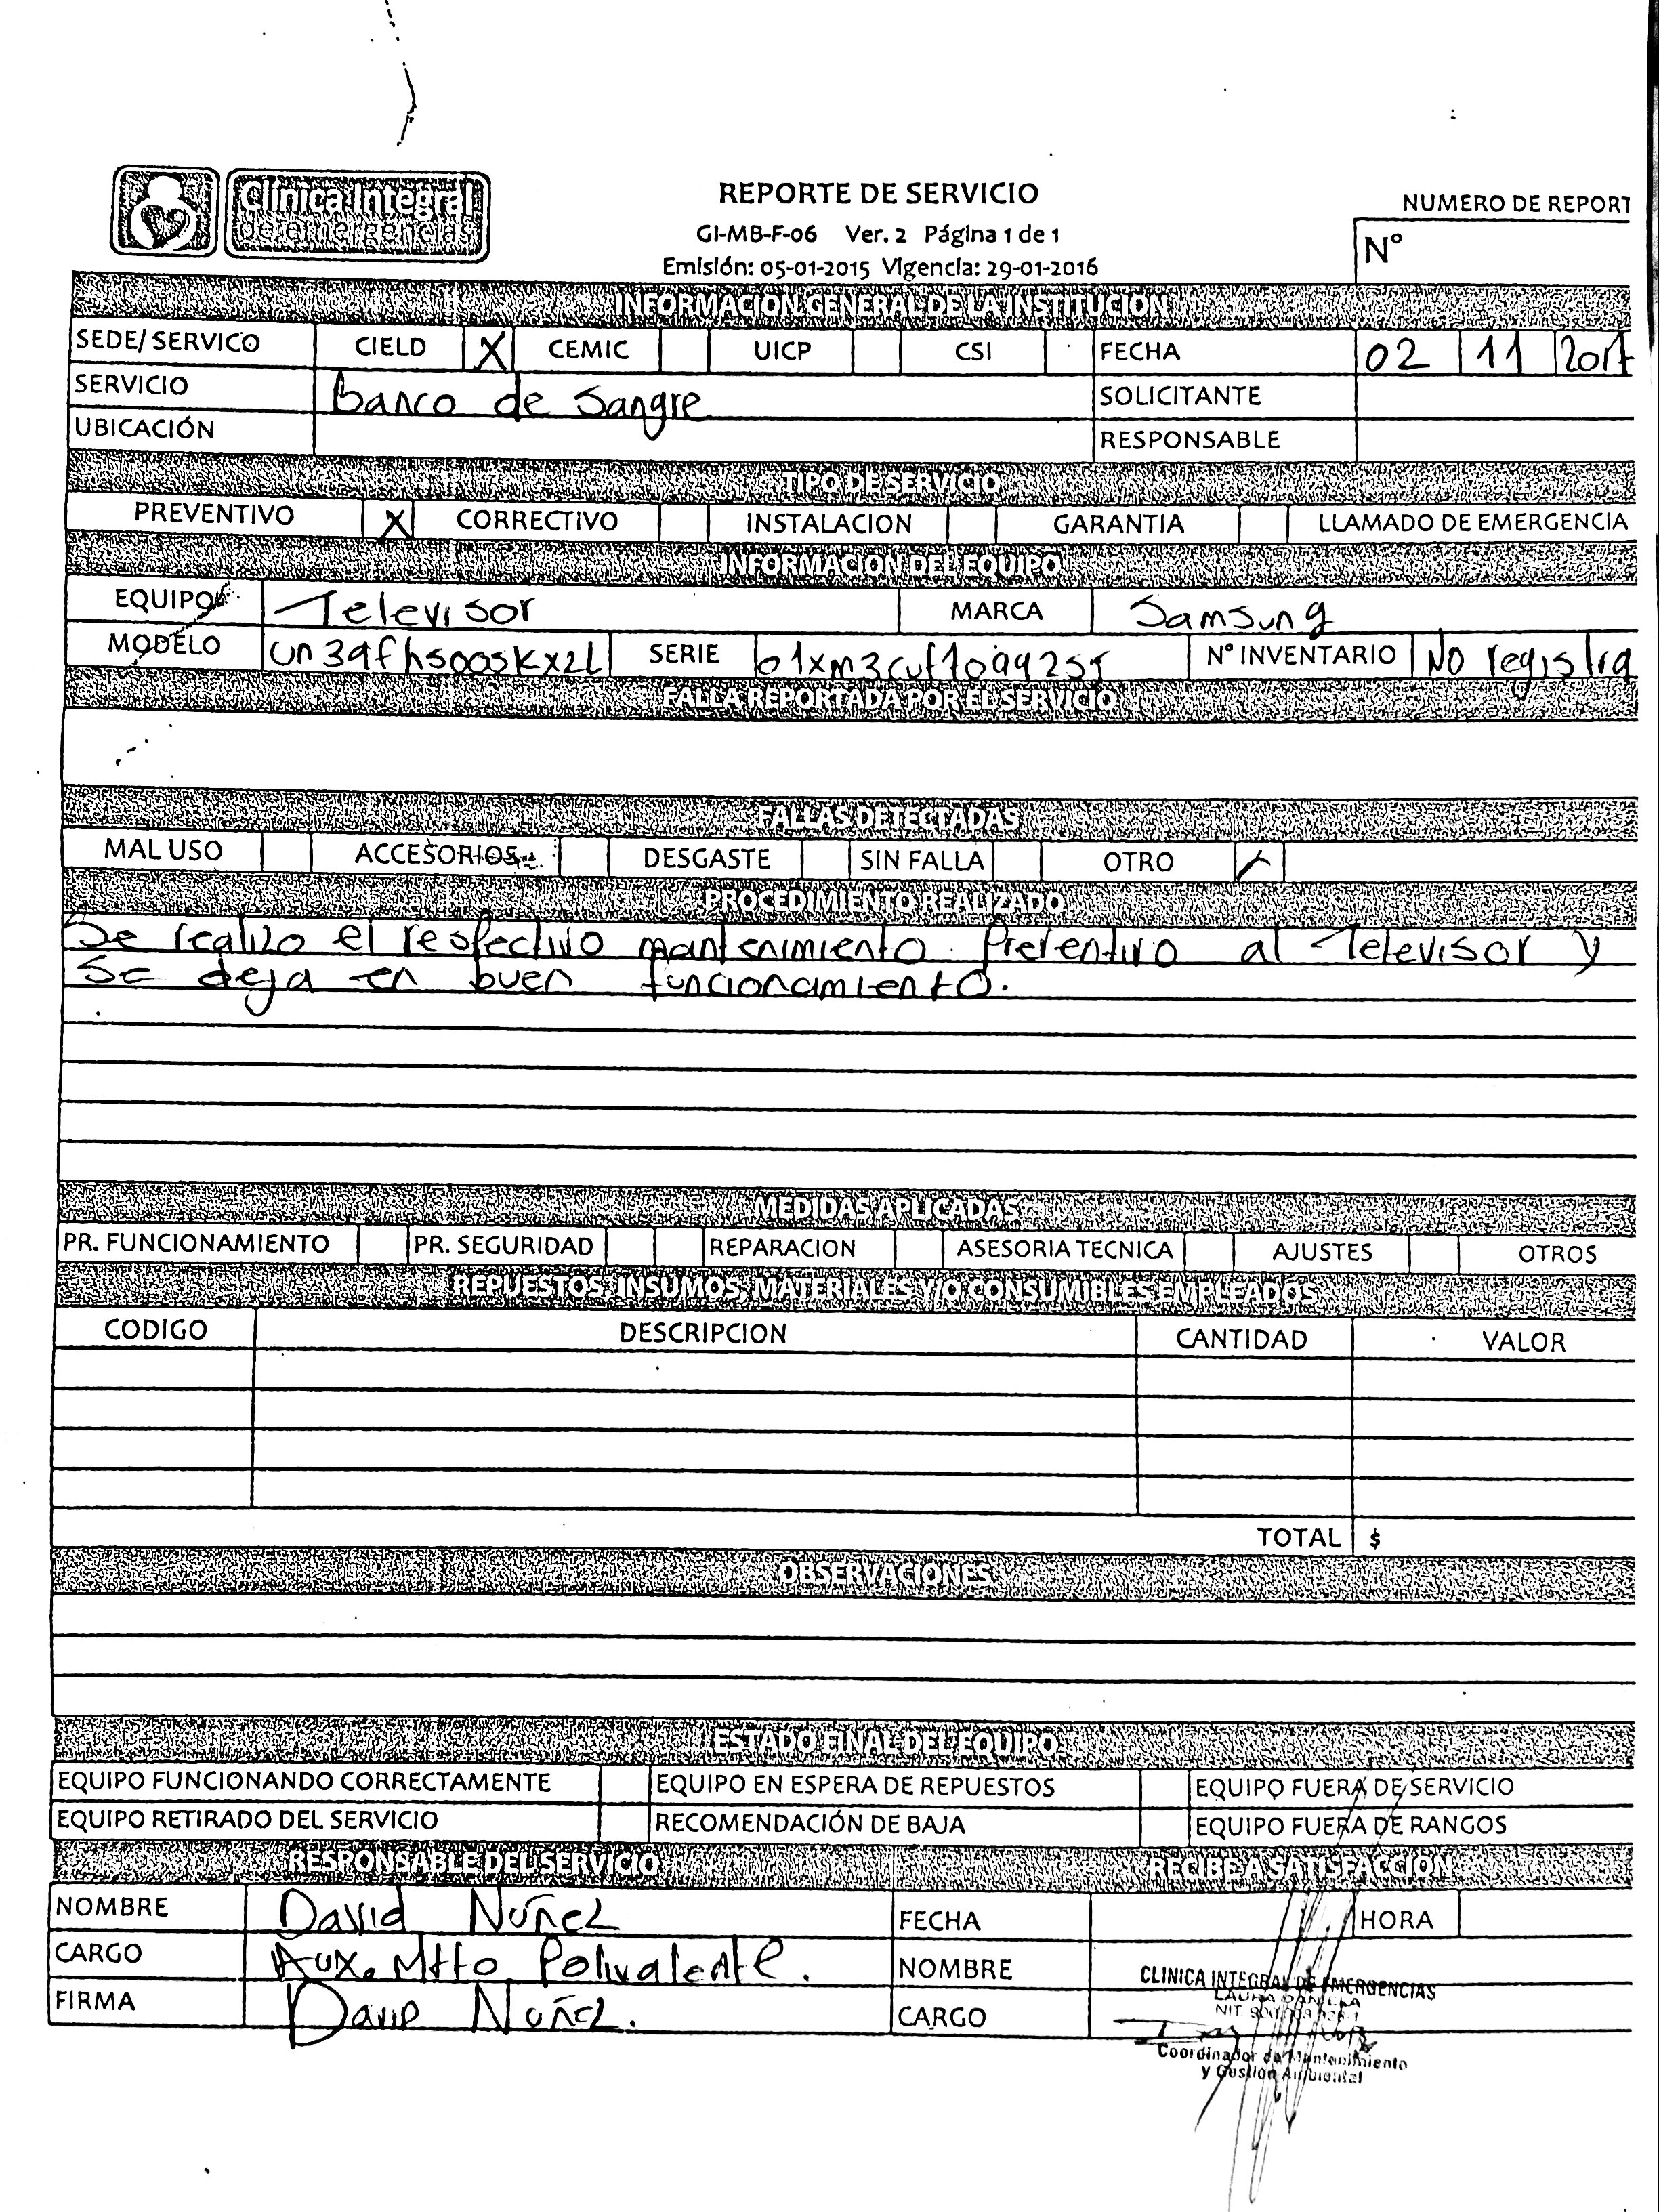 Clínica Integral
de emergencias
REPORTE DE SERVICIO
GI-MB-F-06 Ver. 2 Página 1 de 1
Emisión: 05-01-2015 Vigencia: 29-01-2016
NUMERO DE REPORT
N°
INFORMACION GENERAL DE LA INSTITUCION
SEDE/ SERVICO CIELD X CEMIC UICP CSI FECHA 02 11 2017
SERVICIO Banco de Sangre SOLICITANTE
UBICACIÓN RESPONSABLE
TIPO DE SERVICIO
PREVENTIVO X CORRECTIVO INSTALACION GARANTIA LLAMADO DE EMERGENCIA
INFORMACION DEL EQUIPO
EQUIPO Televisor MARCA Samsung
MODELO un39fh5005kxzl SERIE N° INVENTARIO No registra
FALLA REPORTADA POR EL SERVICIO
FALLAS DETECTADAS
MAL USO ACCESORIOS DESGASTE SIN FALLA OTRO
PROCEDIMIENTO REALIZADO
Se realizo el respectivo mantenimiento Preventivo al Televisor y
Se deja en buen funcionamiento.
MEDIDAS APLICADAS
PR. FUNCIONAMIENTO PR. SEGURIDAD REPARACION ASESORIA TECNICA AJUSTES OTROS
REPUESTOS, INSUMOS, MATERIALES Y/O CONSUMIBLES EMPLEADOS
CODIGO DESCRIPCION CANTIDAD VALOR
TOTAL $
OBSERVACIONES
ESTADO FINAL DEL EQUIPO
EQUIPO FUNCIONANDO CORRECTAMENTE EQUIPO EN ESPERA DE REPUESTOS EQUIPO FUERA DE SERVICIO
EQUIPO RETIRADO DEL SERVICIO RECOMENDACIÓN DE BAJA EQUIPO FUERA DE RANGOS
RESPONSABLE DEL SERVICIO RECIBE A SATISFACCION
NOMBRE David Nuñez FECHA HORA
CARGO Aux. Mtto Polivalente. NOMBRE
FIRMA David Nuñez. CARGO
CLINICA INTEGRAL DE EMERGENCIAS
LAURA DANIELA
NIT.
Coordinador de Mantenimiento
y Gestion Ambiental